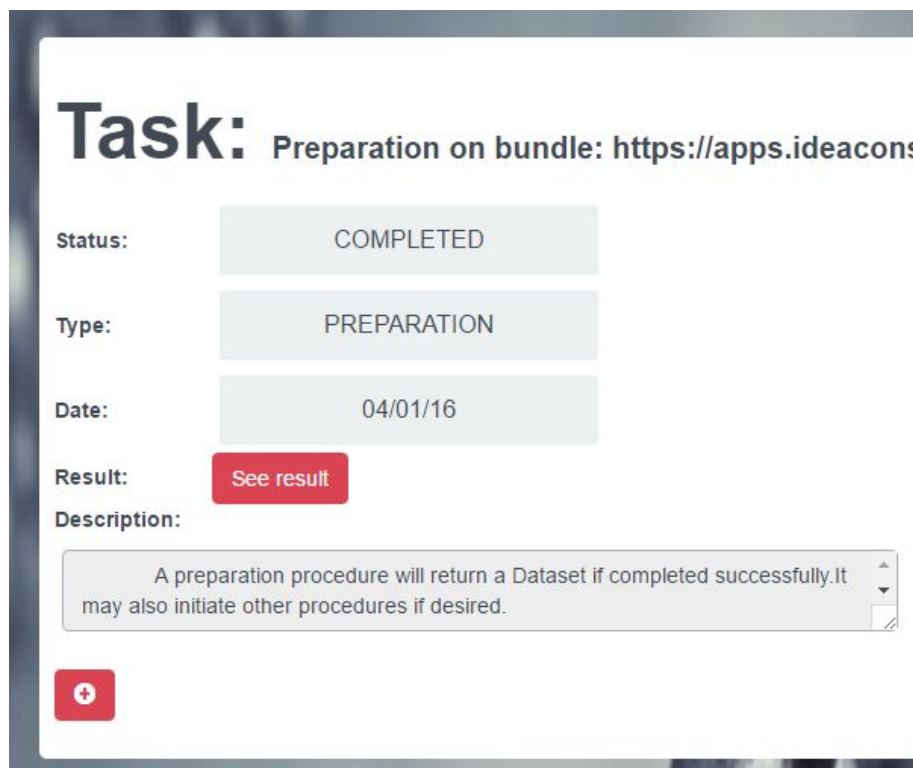 Task: Preparation on bundle: https://apps.ideacons
Status: COMPLETED
Type: PREPARATION
Date: 04/01/16
Result: See result
Description:
A preparation procedure will return a Dataset if completed successfully.It
may also initiate other procedures if desired.